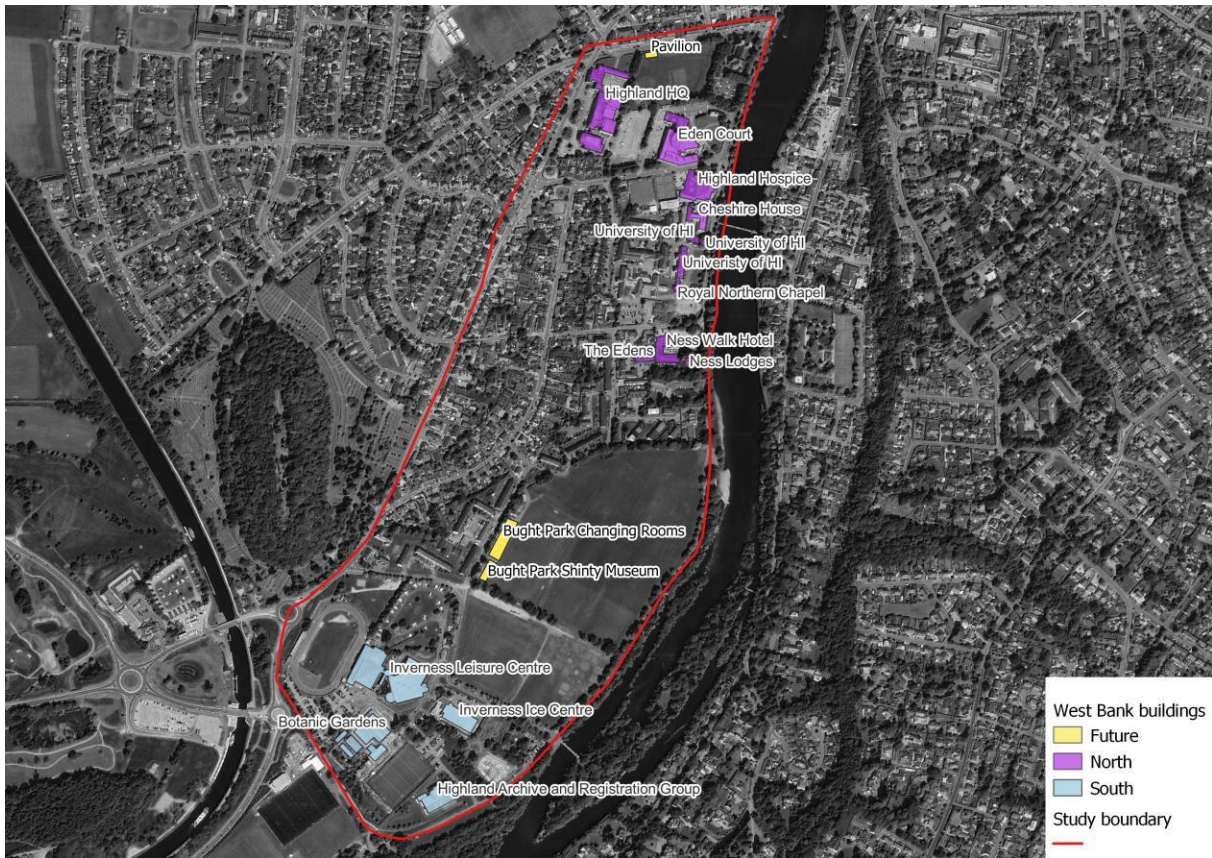 Pavilion
Highland HQ
Eden Court
Highland Hospice
Cheshire House
University of HI
University of HI
Univeristy of HI
Royal Northern Chapel
Ness Walk Hotel
The Edens
Ness Lodges
Bught Park Changing Rooms
Bught Park Shinty Museum
Inverness Leisure Centre
Inverness Ice Centre
Botanic Gardens
Highland Archive and Registration Group
West Bank buildings
Future
North
South
Study boundary